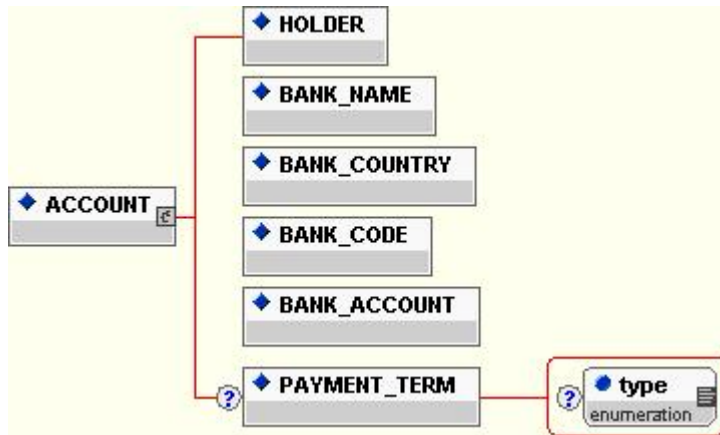 HOLDER
BANK_NAME
BANK_COUNTRY
ACCOUNT
BANK_CODE
BANK_ACCOUNT
? PAYMENT_TERM
? type
enumeration